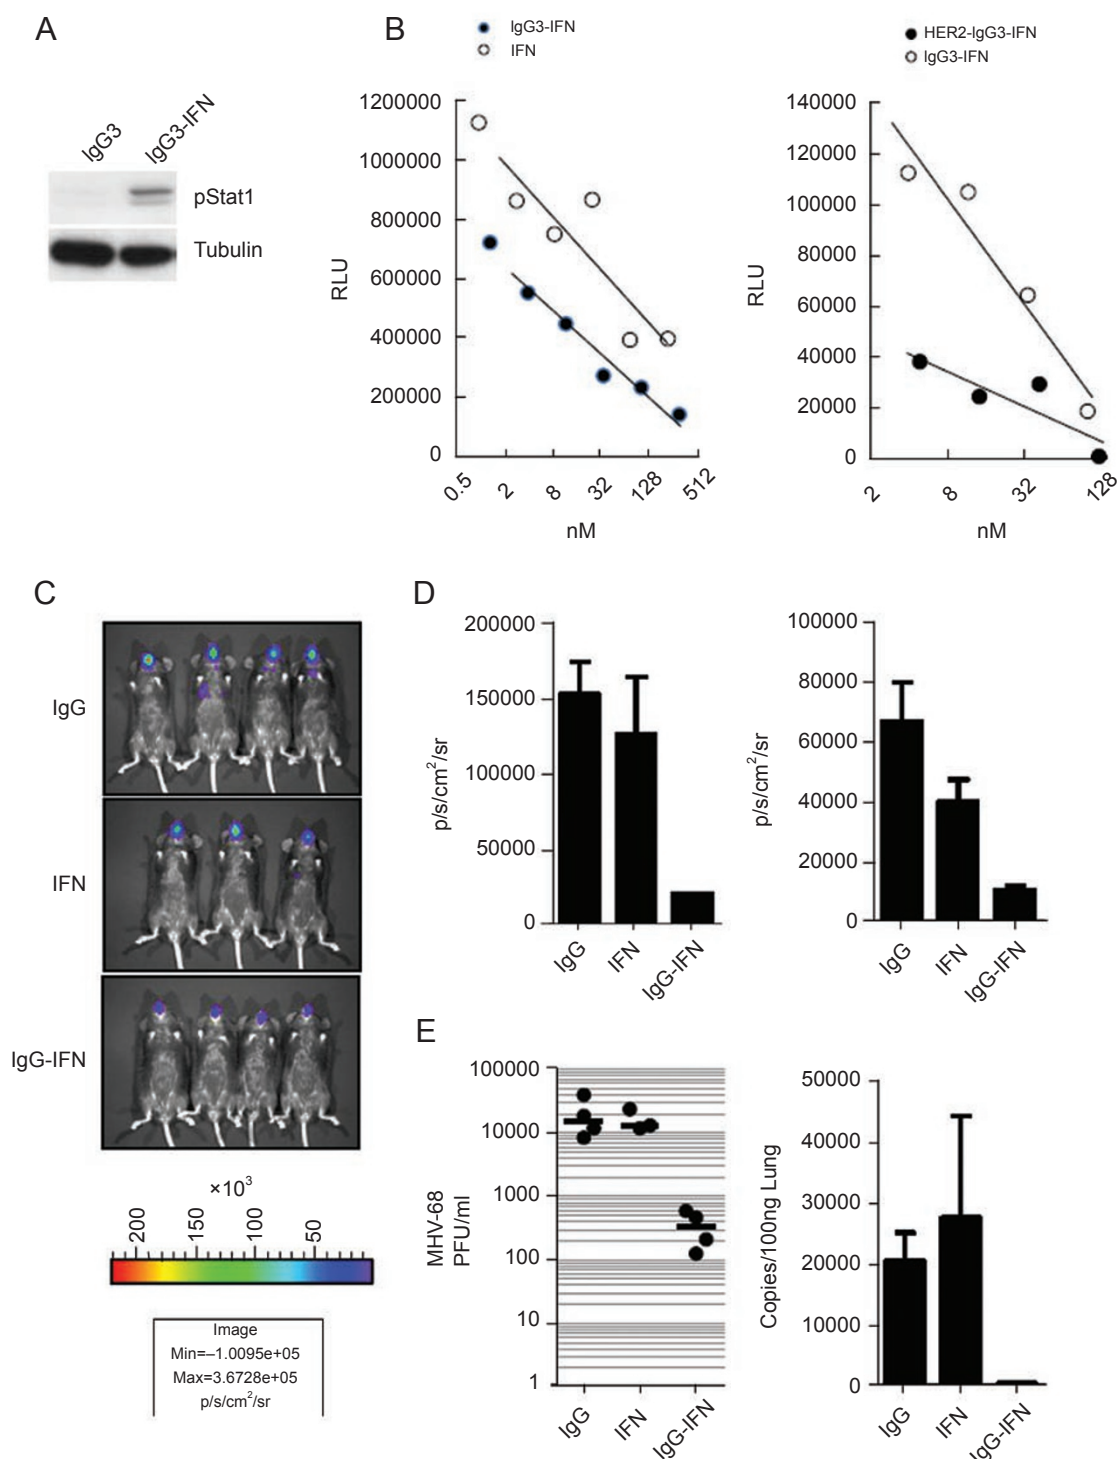 A
IgG3
IgG3-IFN
pStat1
Tubulin
B
IgG3-IFN
IFN
1200000
1000000
800000
600000
400000
200000
0
RLU
0.5
2
8
32
128
512
nM
HER2-IgG3-IFN
IgG3-IFN
140000
120000
100000
80000
60000
40000
20000
0
RLU
2
8
32
128
nM
C
IgG
IFN
IgG-IFN
×10³
200
150
100
50
Image
Min=–1.0095e+05
Max=3.6728e+05
p/s/cm²/sr
D
200000
150000
100000
50000
0
p/s/cm²/sr
IgG
IFN
IgG-IFN
100000
80000
60000
40000
20000
0
p/s/cm²/sr
IgG
IFN
IgG-IFN
E
100000
10000
1000
100
10
1
MHV-68
PFU/ml
IgG
IFN
IgG-IFN
50000
40000
30000
20000
10000
0
Copies/100ng Lung
IgG
IFN
IgG-IFN